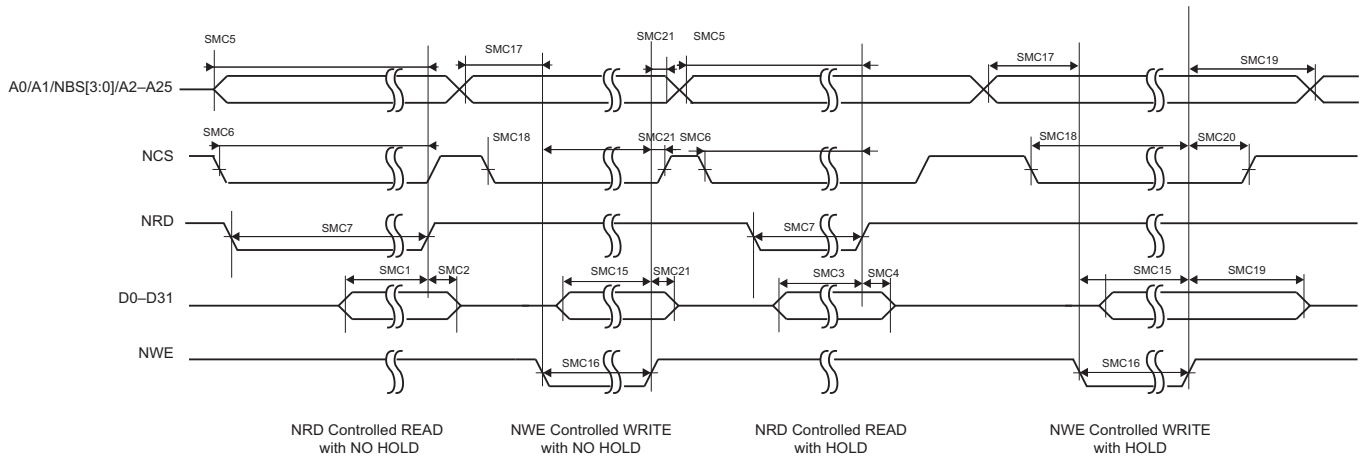 SMC5 SMC17 SMC21 SMC5 SMC17 SMC19
A0/A1/NBS[3:0]/A2–A25
SMC6 SMC18 SMC21 SMC6 SMC18 SMC20
NCS
NRD
SMC7 SMC7
SMC1 SMC2 SMC15 SMC21 SMC3 SMC4 SMC15 SMC19
D0–D31
NWE
SMC16 SMC16
NRD Controlled READ
with NO HOLD
NWE Controlled WRITE
with NO HOLD
NRD Controlled READ
with HOLD
NWE Controlled WRITE
with HOLD